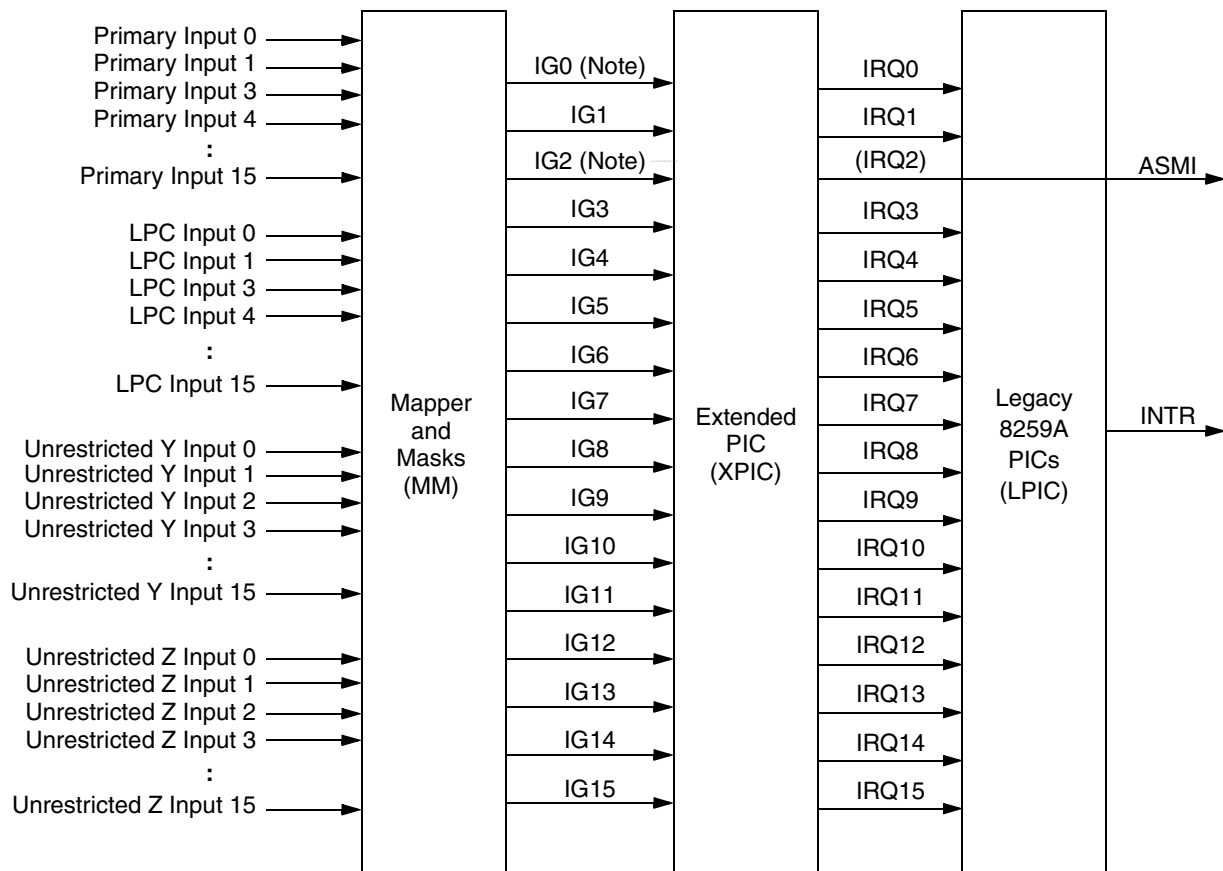 Primary Input 0
Primary Input 1
Primary Input 3
Primary Input 4
:
Primary Input 15
LPC Input 0
LPC Input 1
LPC Input 3
LPC Input 4
:
LPC Input 15
Unrestricted Y Input 0
Unrestricted Y Input 1
Unrestricted Y Input 2
Unrestricted Y Input 3
:
Unrestricted Y Input 15
Unrestricted Z Input 0
Unrestricted Z Input 1
Unrestricted Z Input 2
Unrestricted Z Input 3
:
Unrestricted Z Input 15
Mapper
and
Masks
(MM)
IG0 (Note)
IG1
IG2 (Note)
IG3
IG4
IG5
IG6
IG7
IG8
IG9
IG10
IG11
IG12
IG13
IG14
IG15
Extended
PIC
(XPIC)
IRQ0
IRQ1
(IRQ2)
IRQ3
IRQ4
IRQ5
IRQ6
IRQ7
IRQ8
IRQ9
IRQ10
IRQ11
IRQ12
IRQ13
IRQ14
IRQ15
Legacy
8259A
PICs
(LPIC)
ASMI
INTR